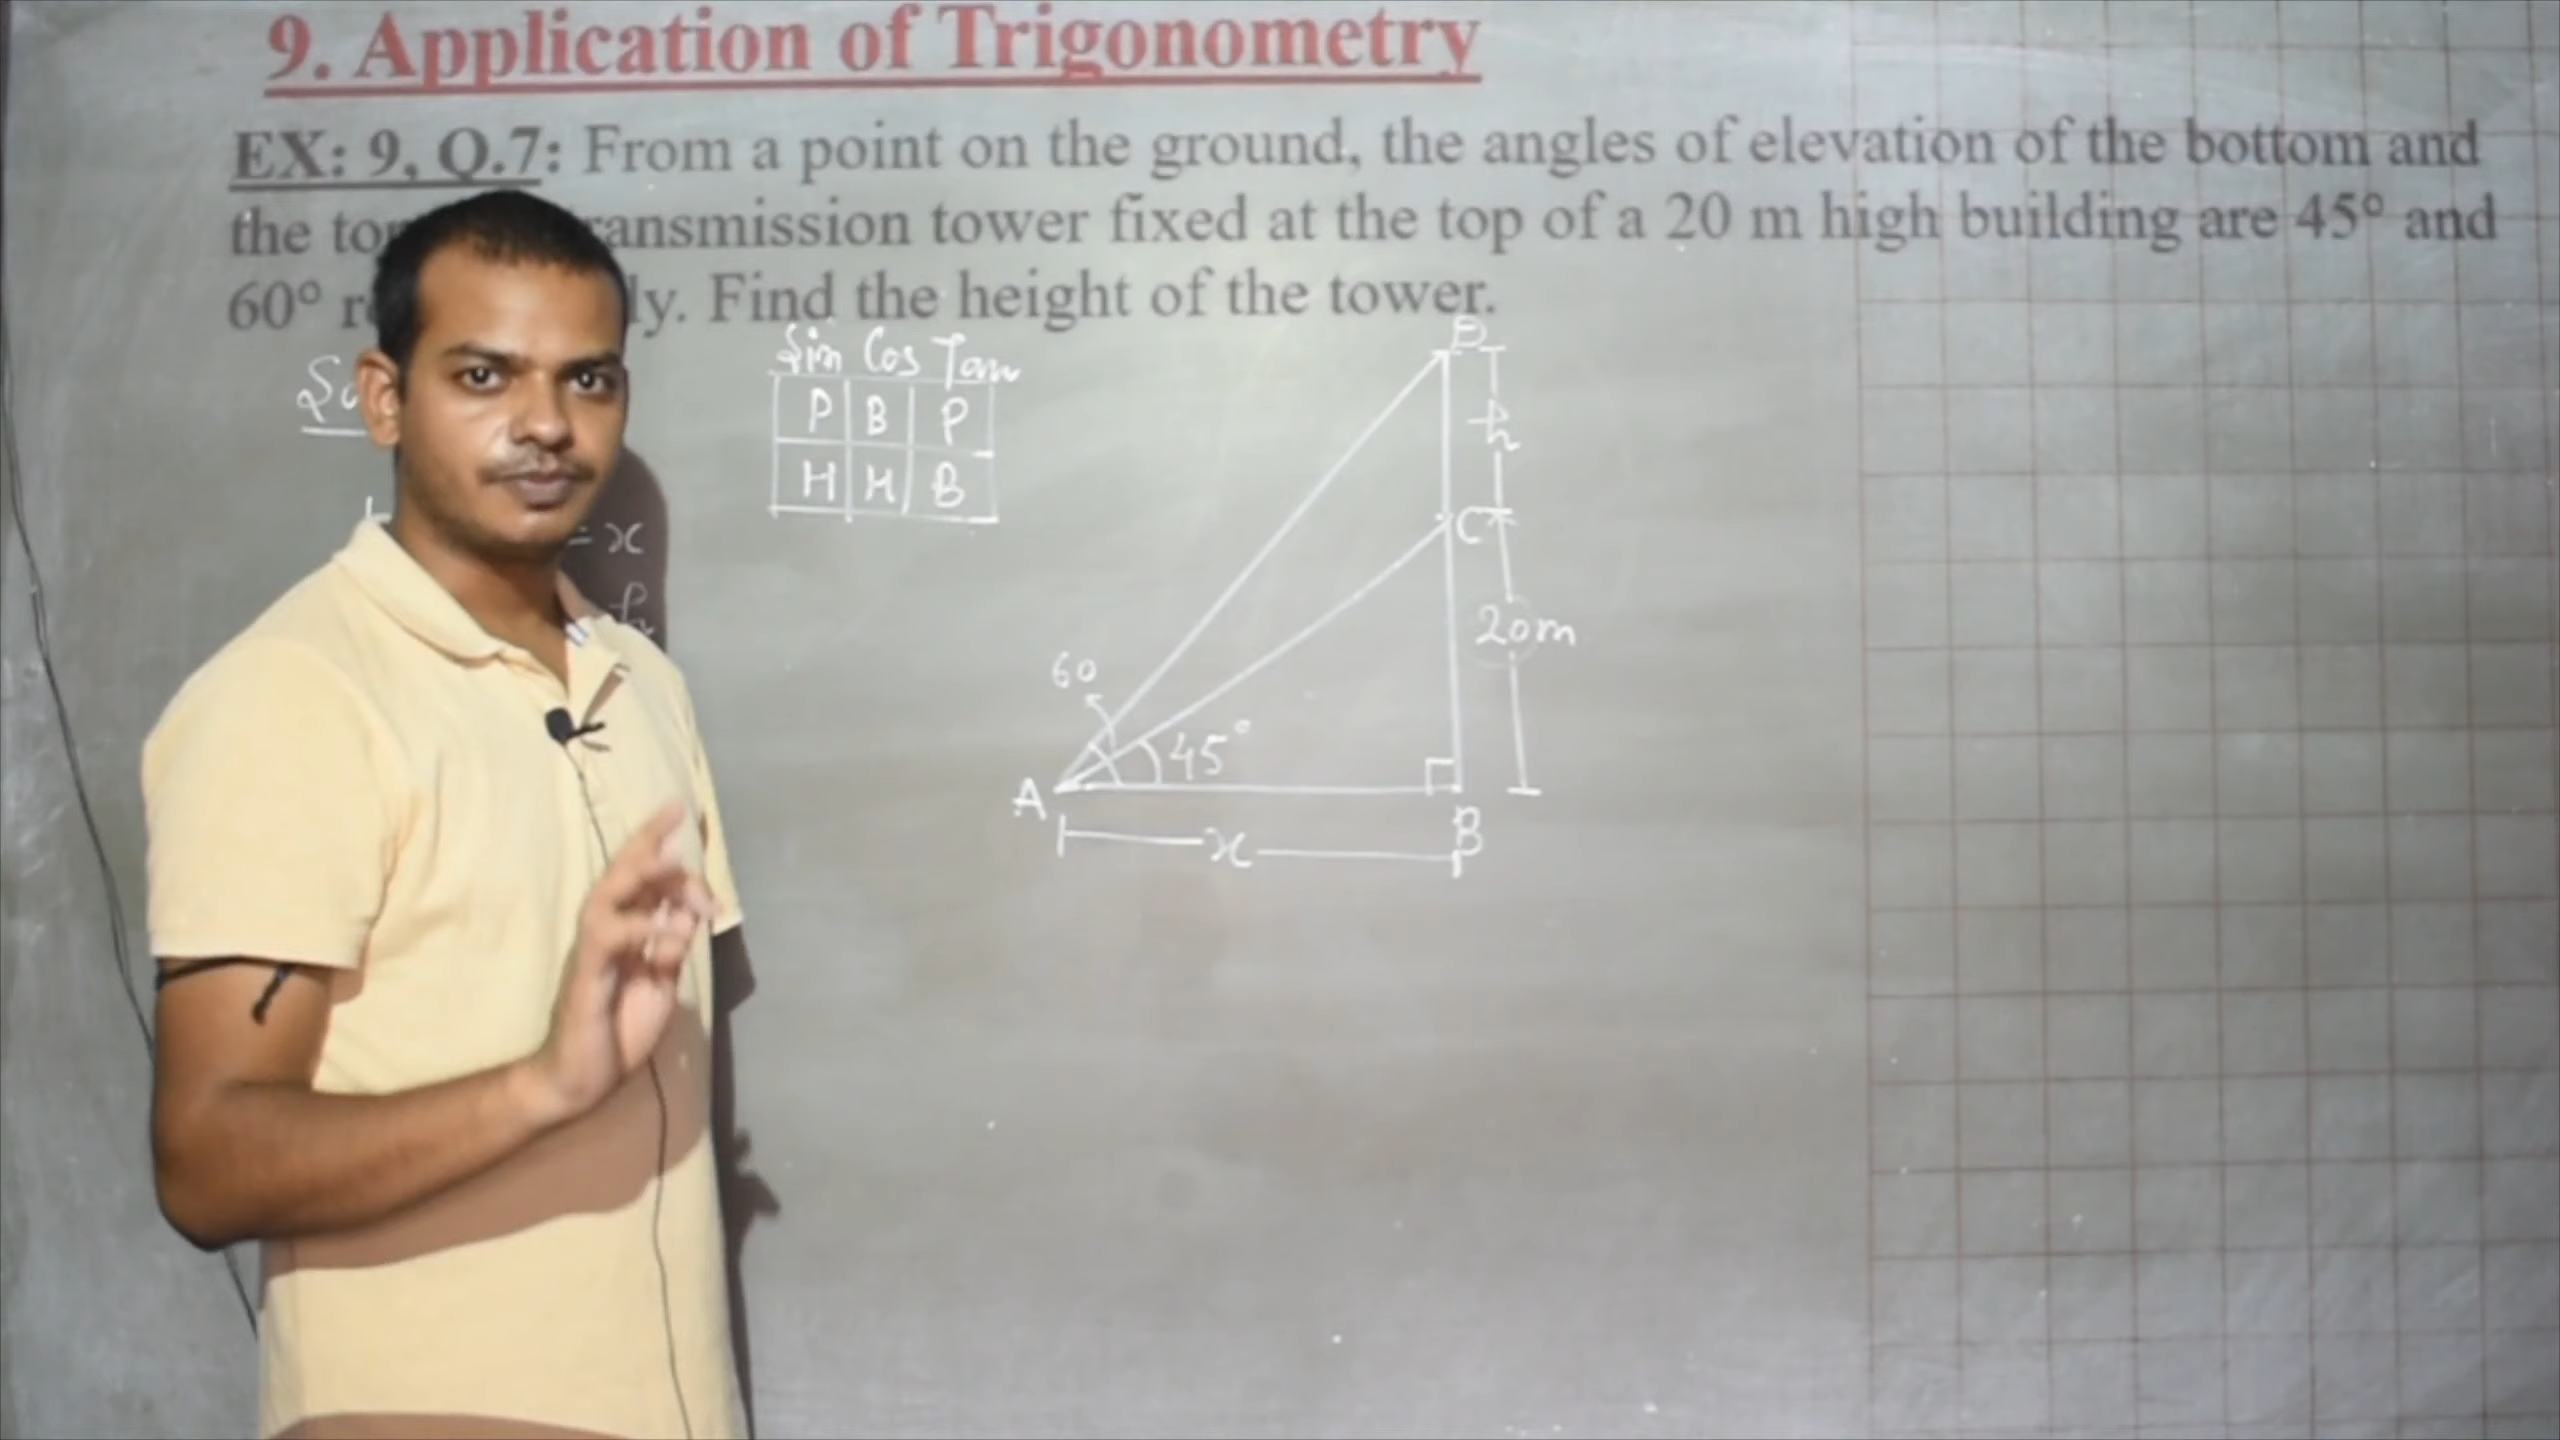 9. Application of Trigonometry
EX: 9, Q.7: From a point on the ground, the angles of elevation of the bottom and
the ansmission tower fixed at the top of a 20 m high building are 45° and
60° ly. Find the height of the tower.
Sin Cos Tan
P B P
H H B
= x
h
D
h
C
20m
60
45°
A
B
x